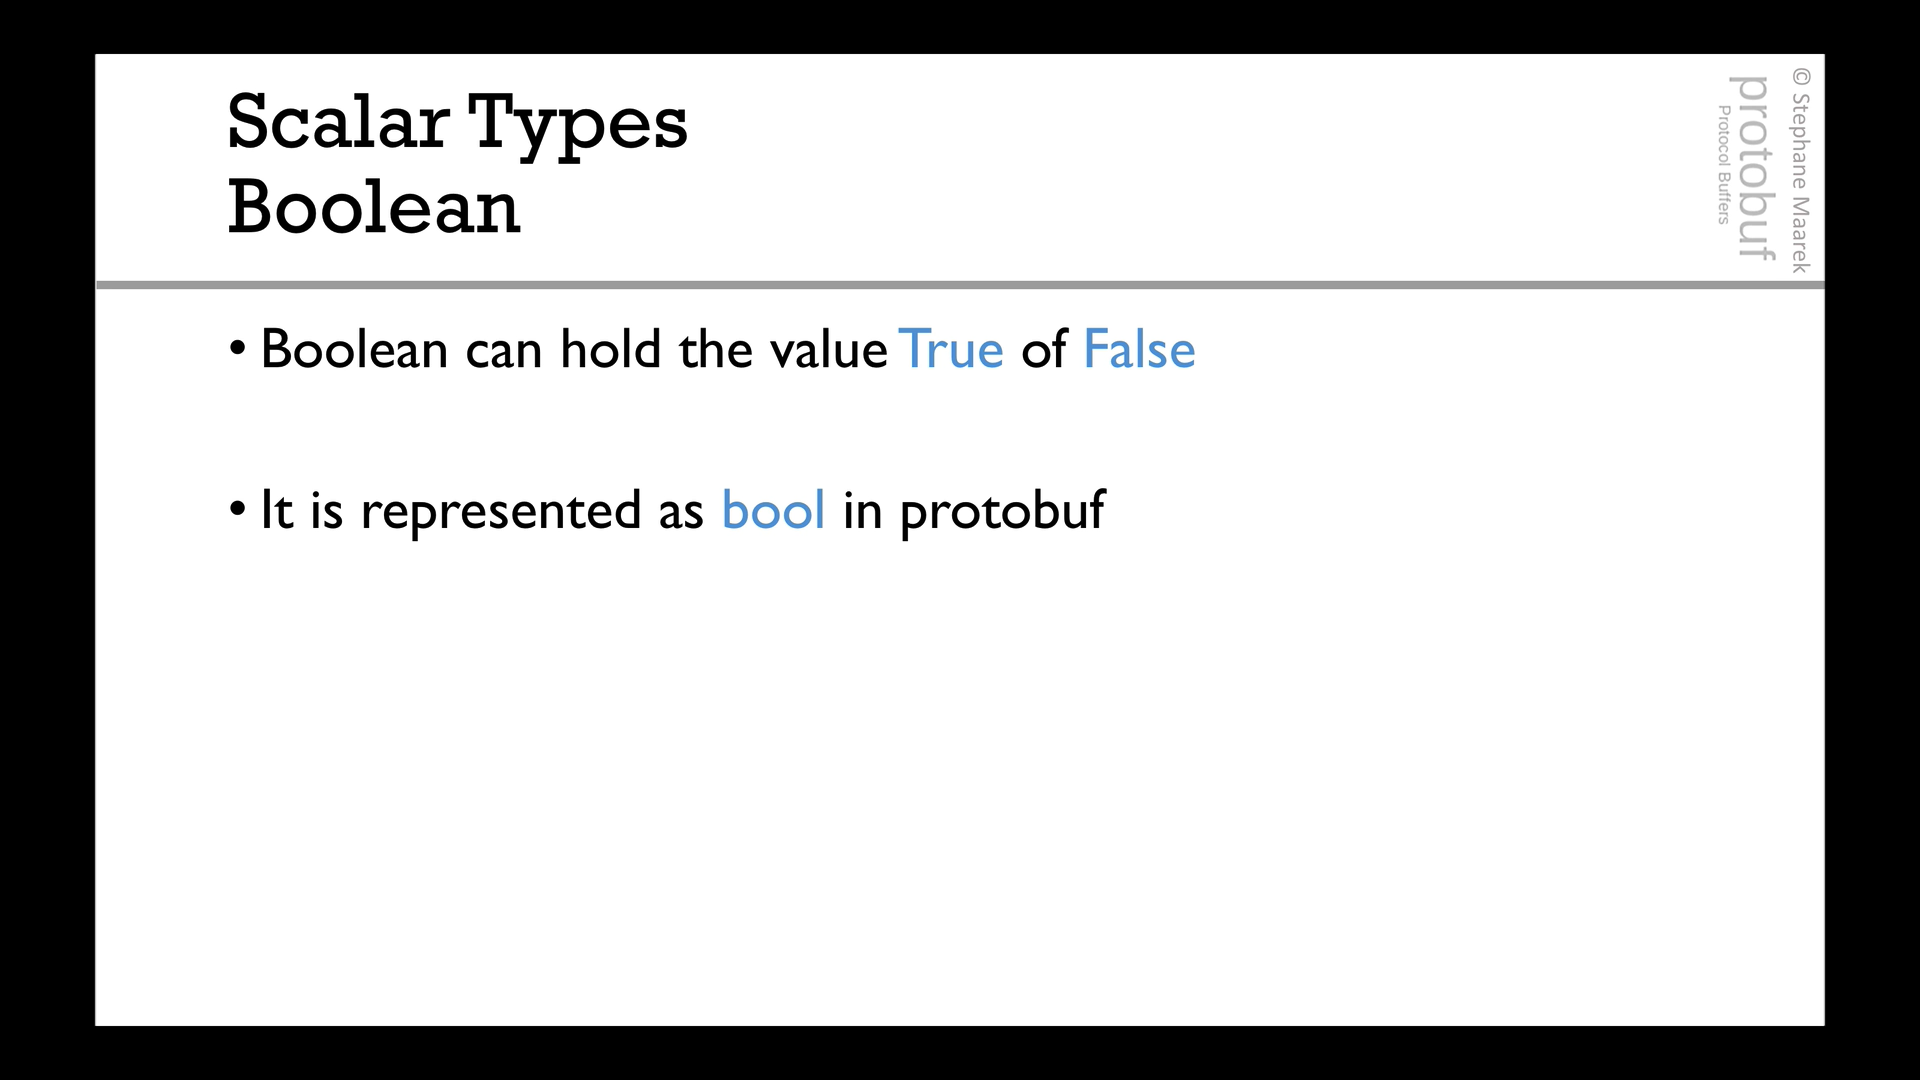 Scalar Types
Boolean
© Stephane Maarek
protobuf
Protocol Buffers
• Boolean can hold the value True of False
• It is represented as bool in protobuf